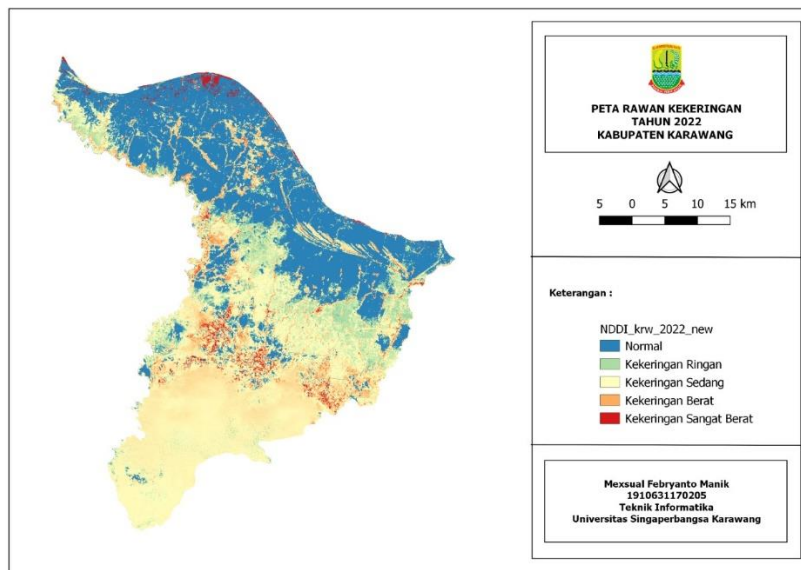 PETA RAWAN KEKERINGAN
TAHUN 2022
KABUPATEN KARAWANG
5 0 5 10 15 km
Keterangan :
NDDI_krw_2022_new
Normal
Kekeringan Ringan
Kekeringan Sedang
Kekeringan Berat
Kekeringan Sangat Berat
Mexsual Febryanto Manik
1910631170205
Teknik Informatika
Universitas Singaperbangsa Karawang